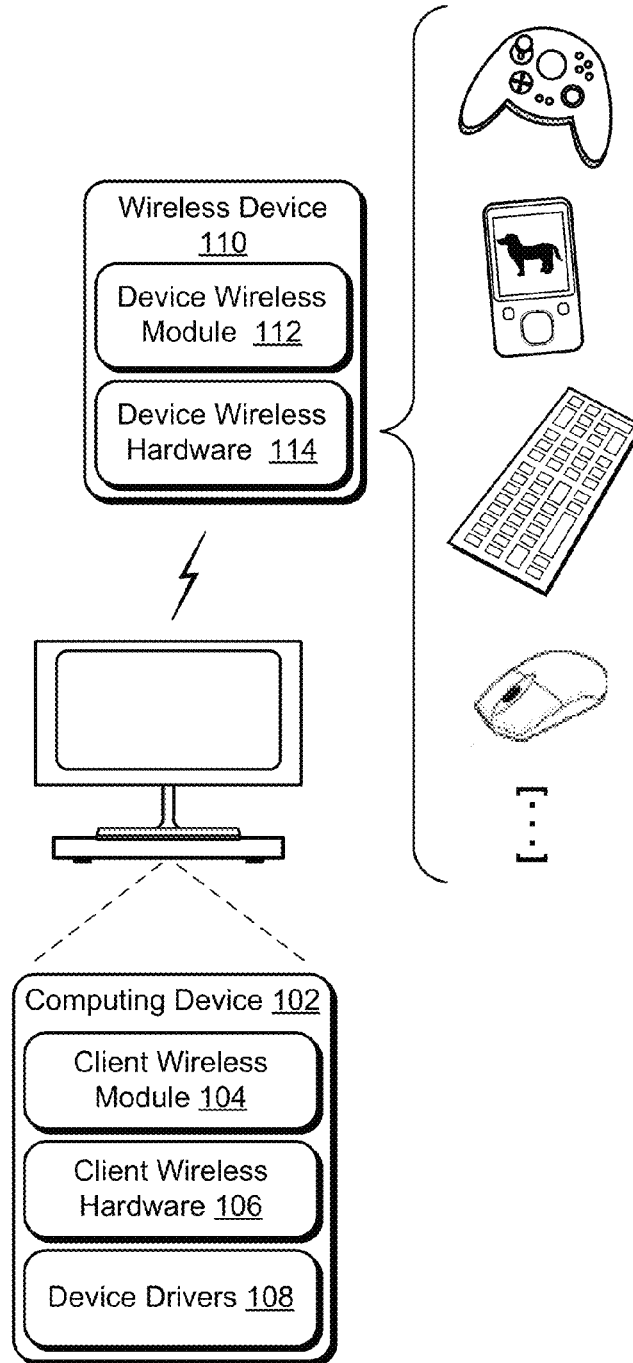 Wireless Device
110
Device Wireless
Module 112
Device Wireless
Hardware 114
Computing Device 102
Client Wireless
Module 104
Client Wireless
Hardware 106
Device Drivers 108